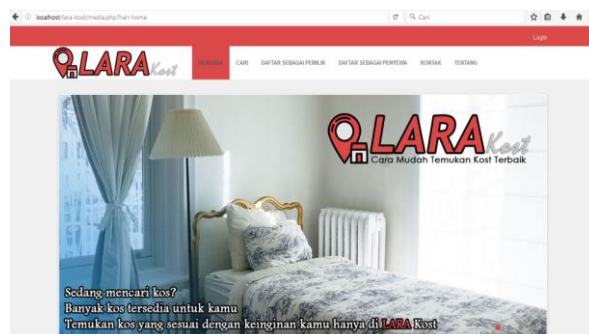 localhost/lara-kost/media.php?hal=home
Cari
Login
LARA Kost
BERANDA CARI DAFTAR SEBAGAI PEMILIK DAFTAR SEBAGAI PENYEWA KONTAK TENTANG
LARA Kost
Cara Mudah Temukan Kost Terbaik
Sedang mencari kos?
Banyak kos tersedia untuk kamu
Temukan kos yang sesuai dengan keinginan kamu hanya di LARA Kost